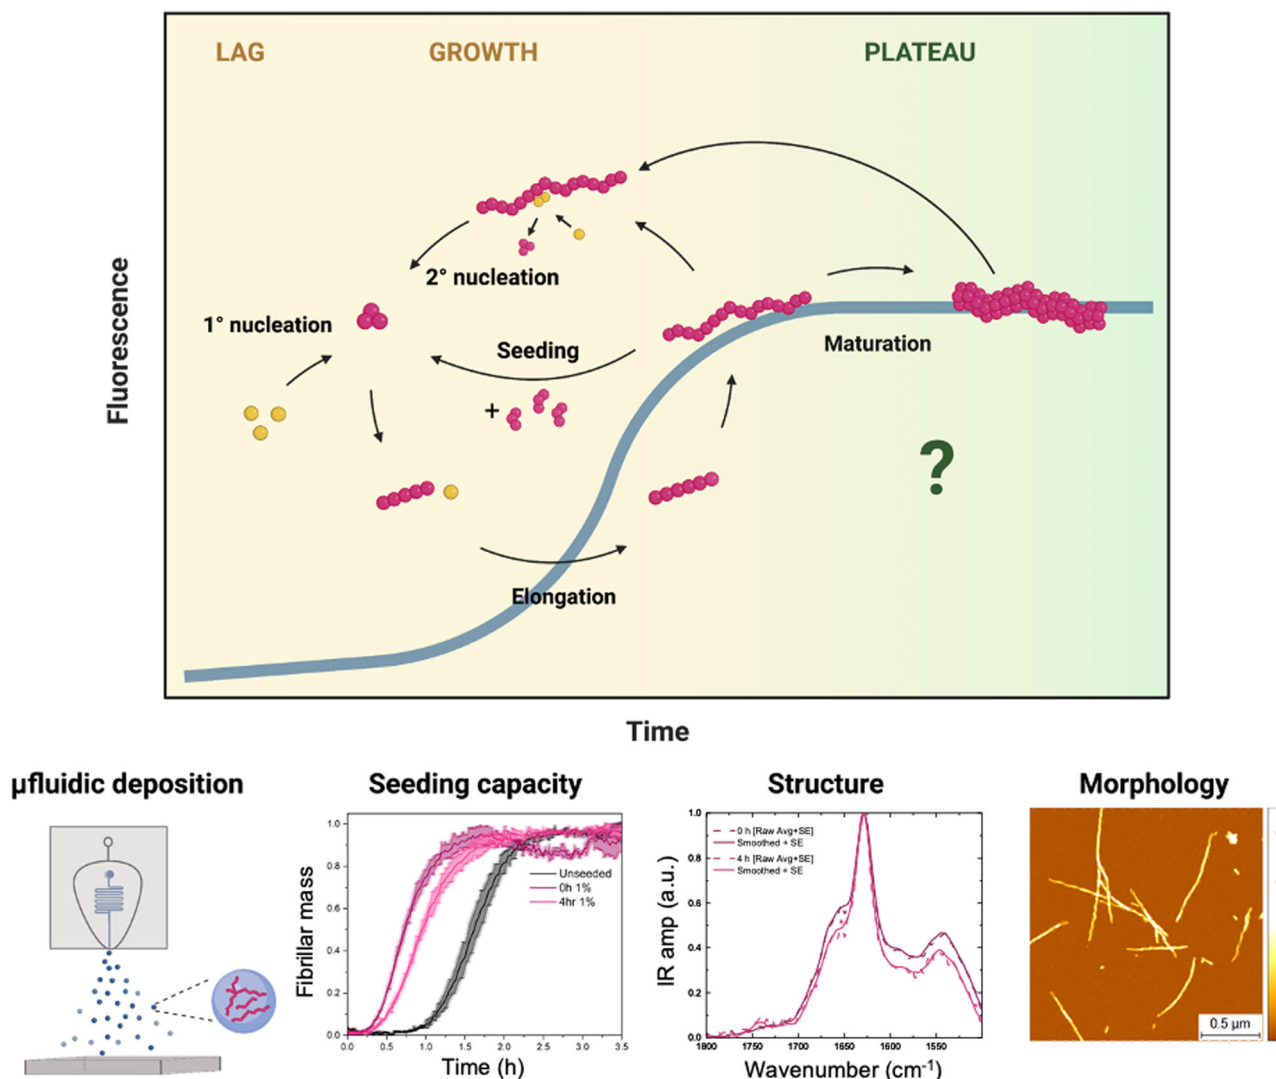 LAG
GROWTH
PLATEAU
2° nucleation
1° nucleation
Seeding
+
Maturation
?
Elongation
Fluorescence
Time
µfluidic deposition
Seeding capacity
Structure
Morphology
Fibrillar mass
1.0
0.8
0.6
0.4
0.2
0.0
Unseeded
0h 1%
4hr 1%
0.0 0.5 1.0 1.5 2.0 2.5 3.0 3.5
Time (h)
IR amp (a.u.)
1.0
0.8
0.6
0.4
0.2
0.0
0 h [Raw Avg+SE]
Smoothed + SE
4 h [Raw Avg+SE]
Smoothed + SE
1800 1750 1700 1650 1600 1550
Wavenumber (cm⁻¹)
0.5 µm